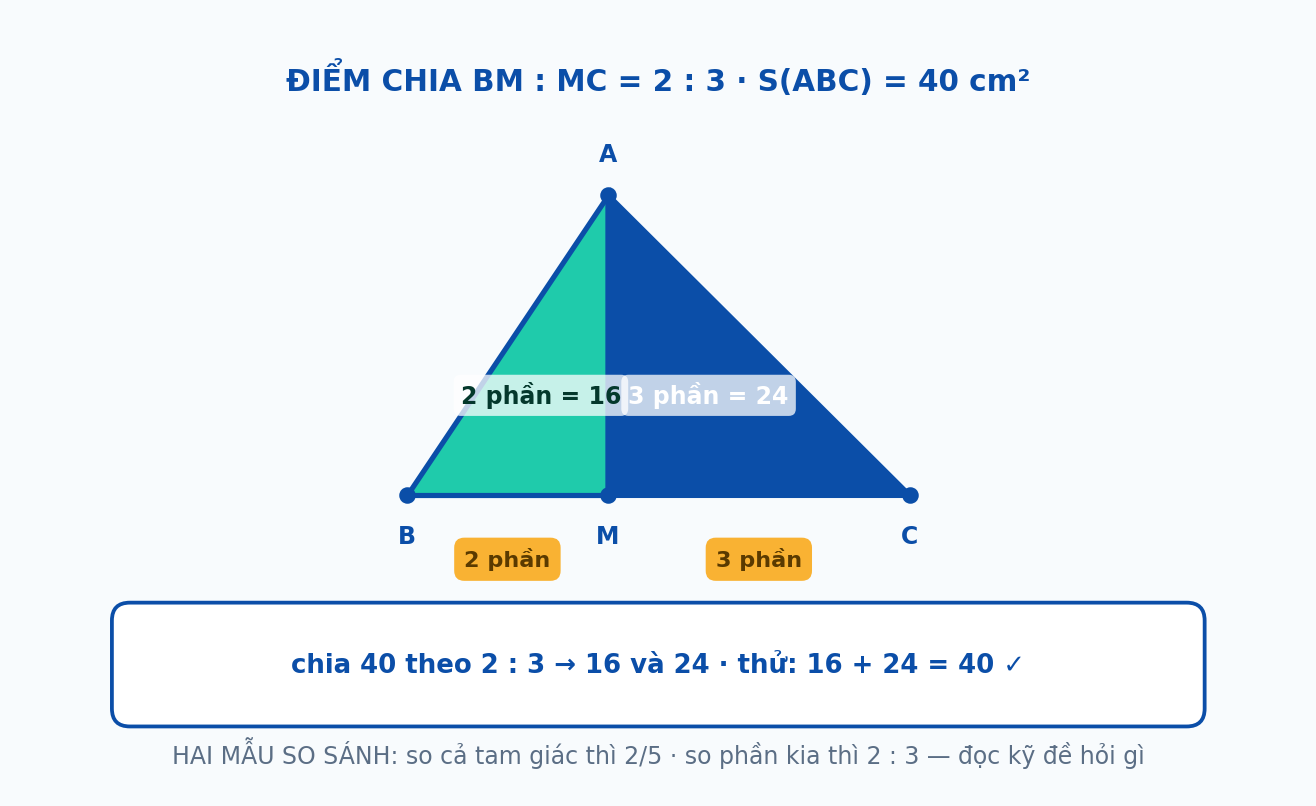 ĐIỂM CHIA BM : MC = 2 : 3 · S(ABC) = 40 cm²
A
2 phần = 16
3 phần = 24
B
M
C
2 phần
3 phần
chia 40 theo 2 : 3 → 16 và 24 · thử: 16 + 24 = 40 ✓
HAI MẪU SO SÁNH: so cả tam giác thì 2/5 · so phần kia thì 2 : 3 — đọc kỹ đề hỏi gì